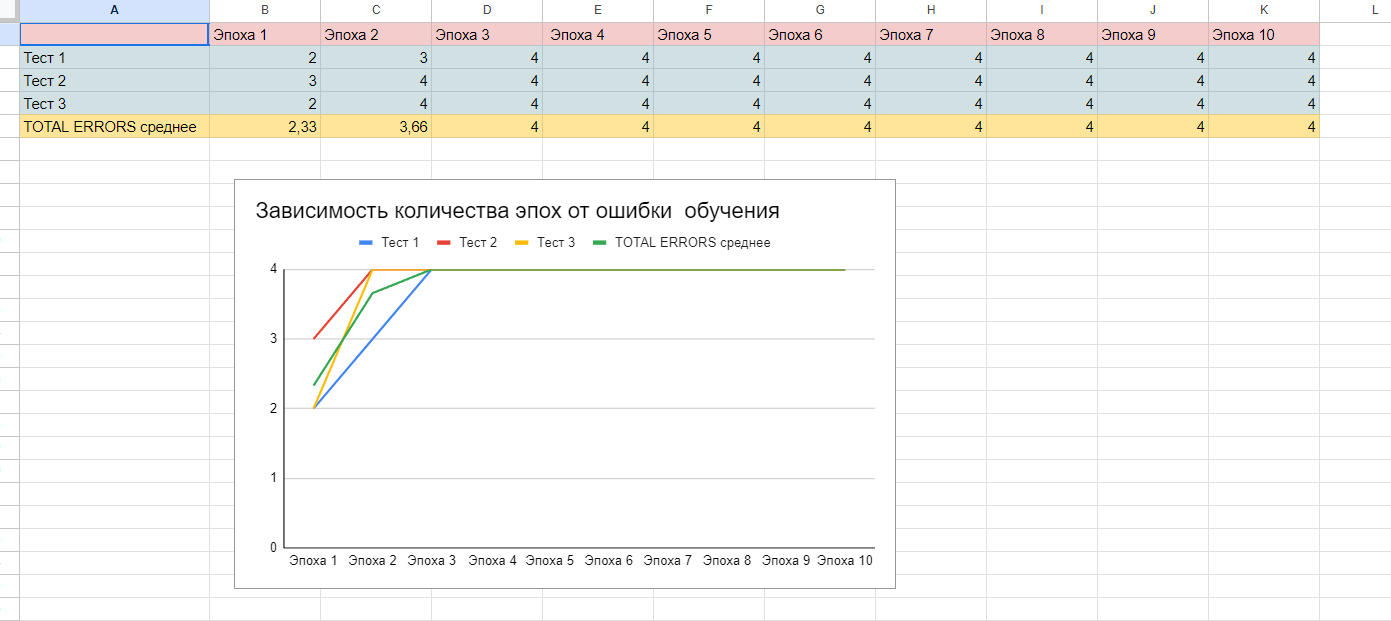 A B C D E F G H I J K L
Эпоха 1 Эпоха 2 Эпоха 3 Эпоха 4 Эпоха 5 Эпоха 6 Эпоха 7 Эпоха 8 Эпоха 9 Эпоха 10
Тест 1 2 3 4 4 4 4 4 4 4 4
Тест 2 3 4 4 4 4 4 4 4 4 4
Тест 3 2 4 4 4 4 4 4 4 4 4
TOTAL ERRORS среднее 2,33 3,66 4 4 4 4 4 4 4 4
Зависимость количества эпох от ошибки  обучения
Тест 1 Тест 2 Тест 3 TOTAL ERRORS среднее
4
3
2
1
0
Эпоха 1 Эпоха 2 Эпоха 3 Эпоха 4 Эпоха 5 Эпоха 6 Эпоха 7 Эпоха 8 Эпоха 9 Эпоха 10